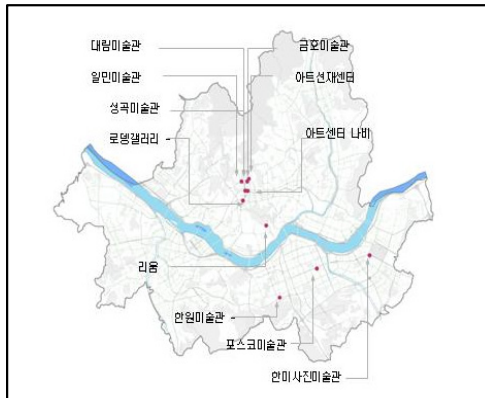 대림미술관
금호미술관
일민미술관
아트선재센터
성곡미술관
로뎅갤러리
아트센터 나비
리움
한원미술관
포스코미술관
한미사진미술관